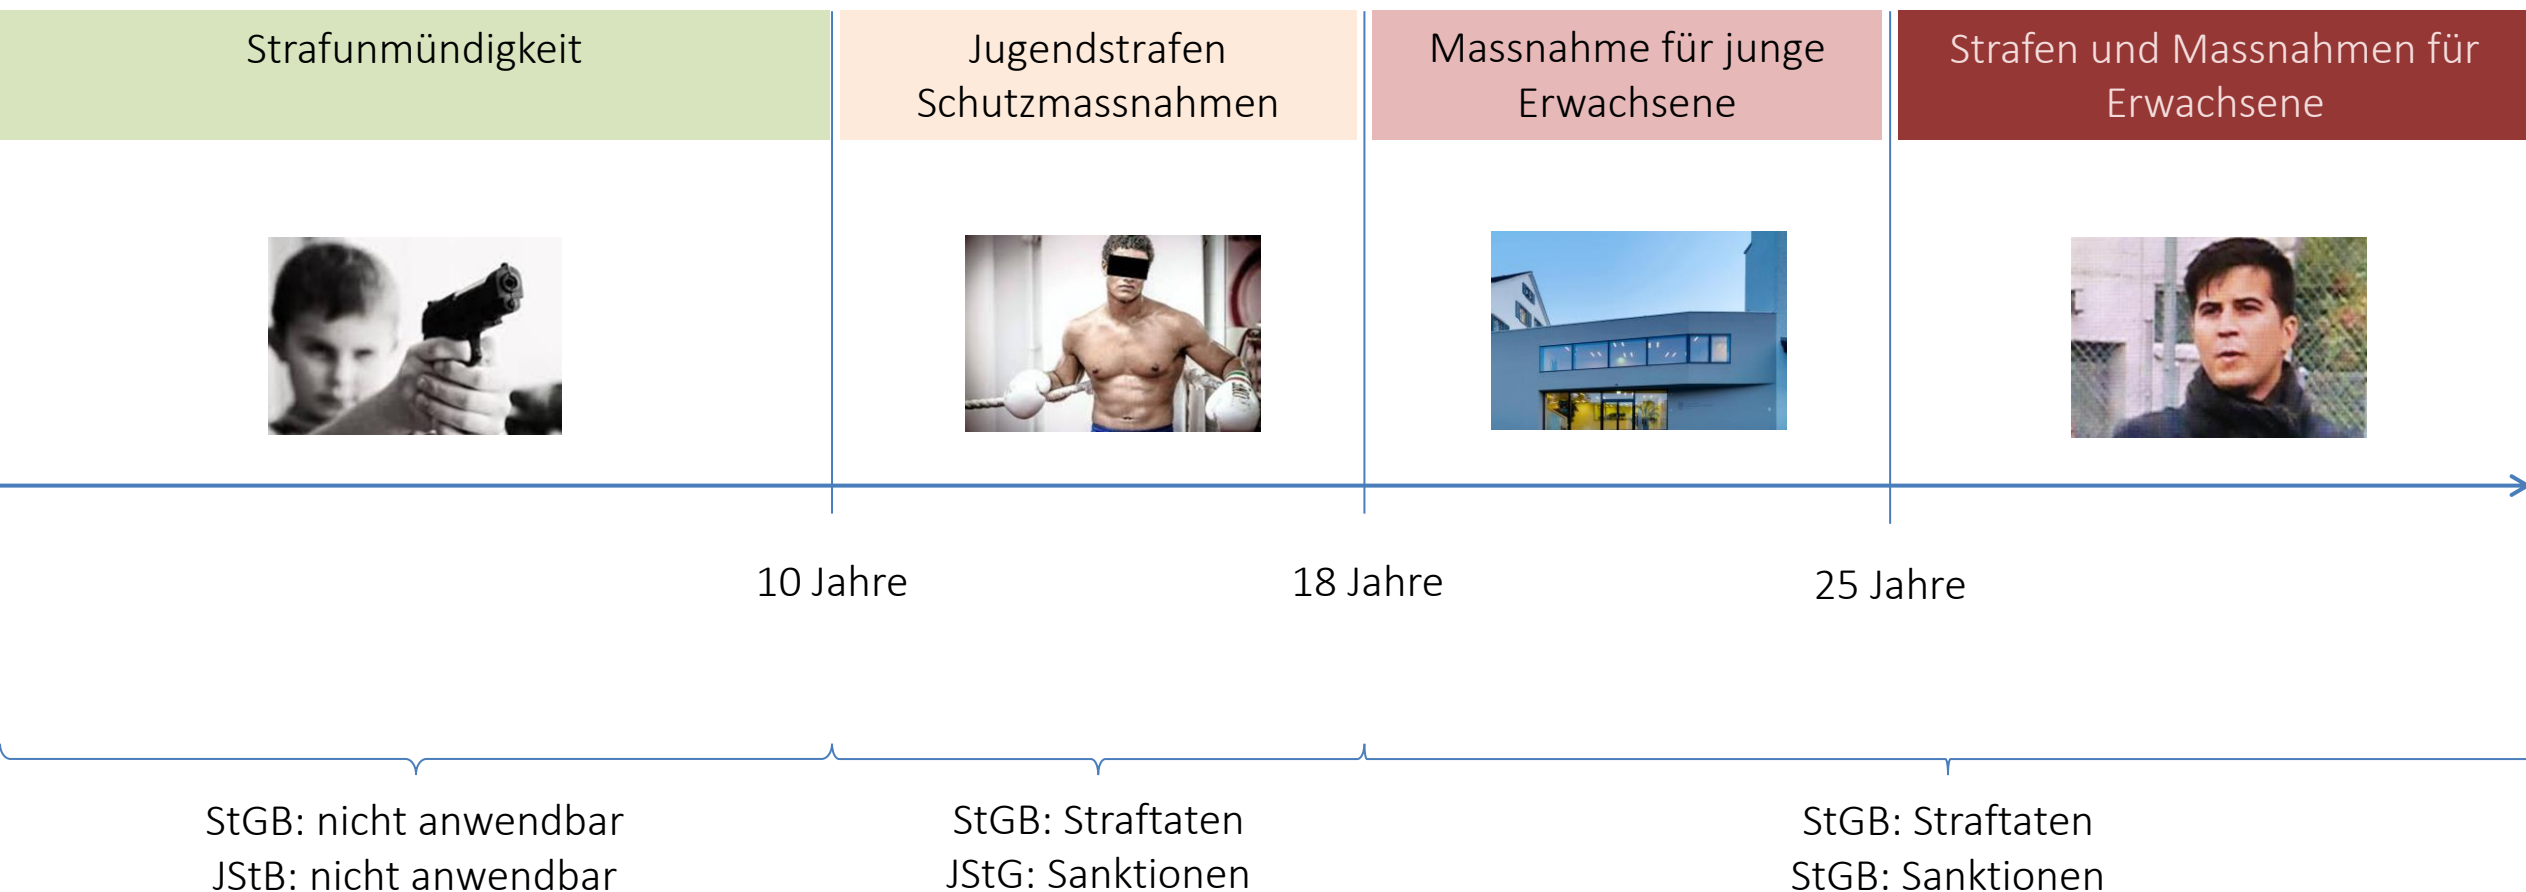 Strafunmündigkeit
Jugendstrafen
Schutzmassnahmen
Massnahme für junge
Erwachsene
Strafen und Massnahmen für
Erwachsene
10 Jahre
18 Jahre
25 Jahre
StGB: nicht anwendbar
JStB: nicht anwendbar
StGB: Straftaten
JStG: Sanktionen
StGB: Straftaten
StGB: Sanktionen